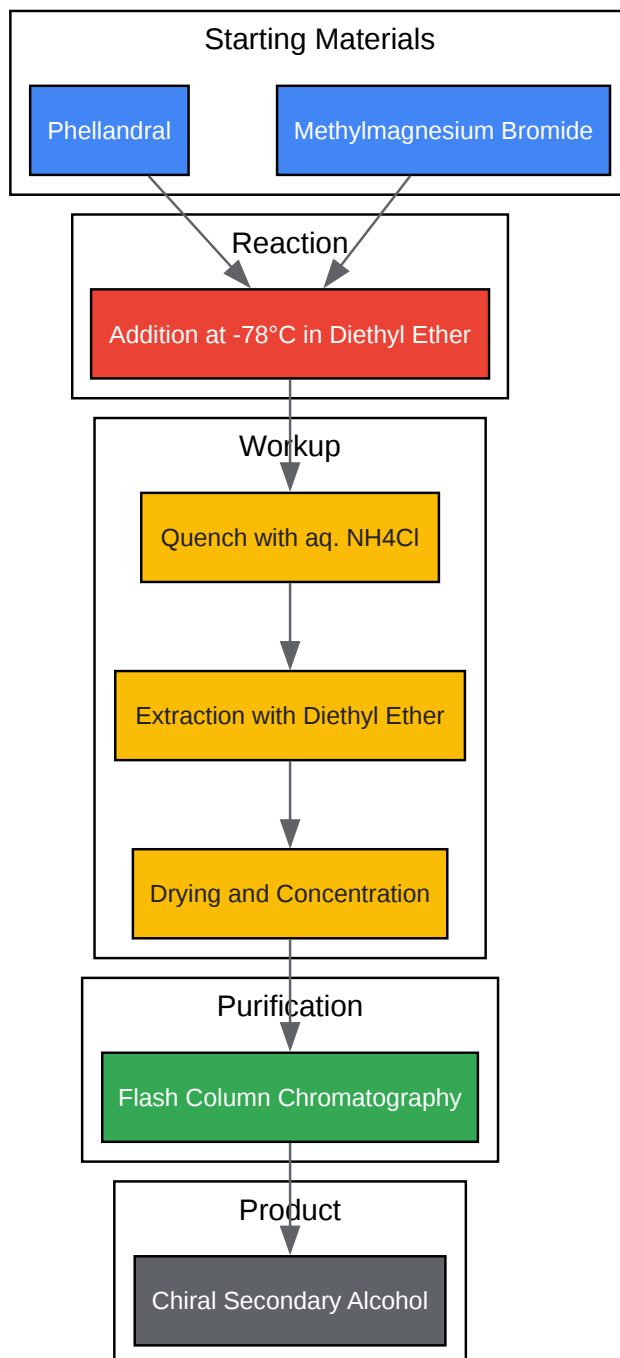 Starting Materials
Phellandral
Methylmagnesium Bromide
Reaction
Addition at -78°C in Diethyl Ether
Workup
Quench with aq. NH4Cl
Extraction with Diethyl Ether
Drying and Concentration
Purification
Flash Column Chromatography
Product
Chiral Secondary Alcohol